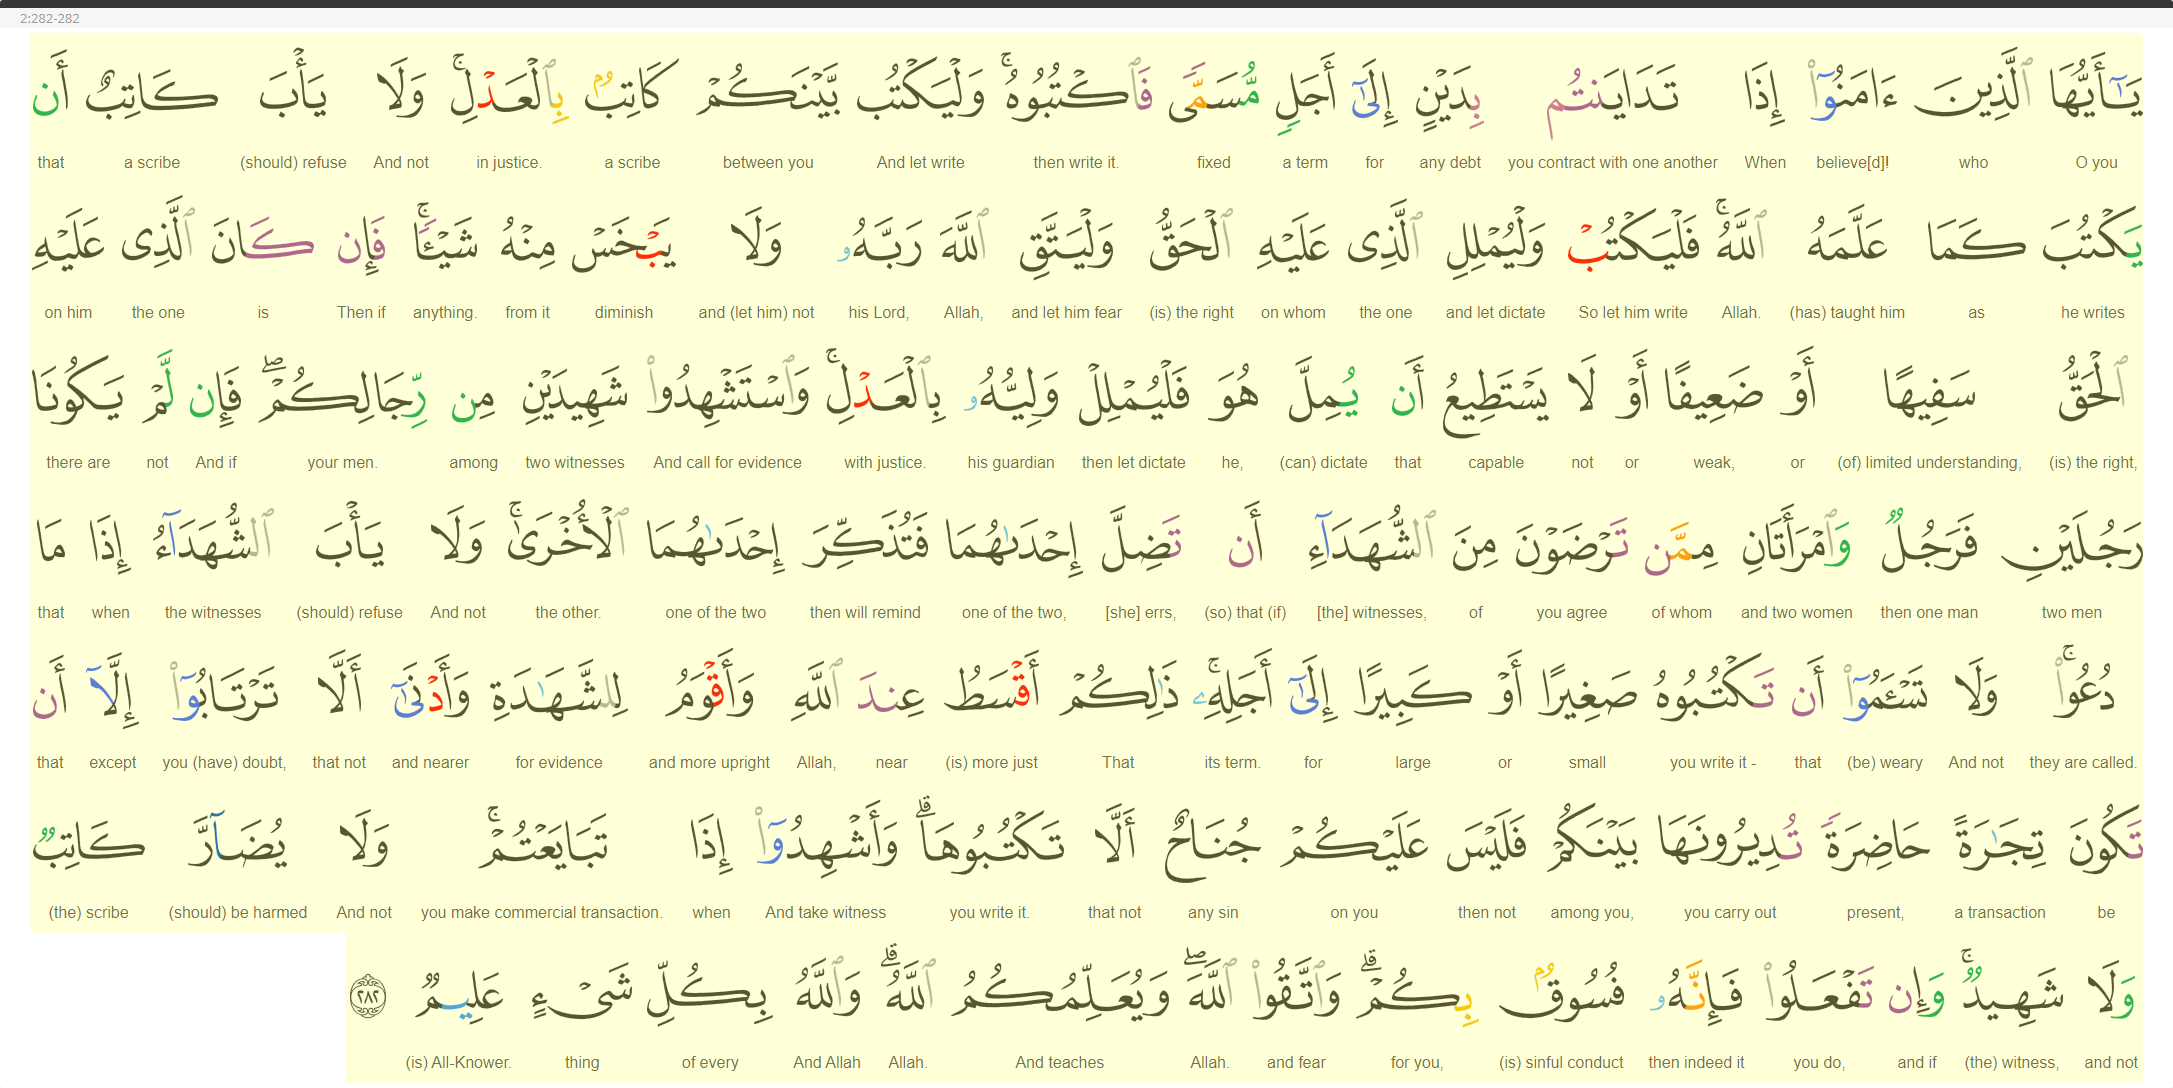 2:282-282
يَـٰٓأَيُّهَا ٱلَّذِينَ ءَامَنُوٓا۟ إِذَا تَدَايَنتُم بِدَيْنٍ إِلَىٰٓ أَجَلٍ مُّسَمًّى فَٱكْتُبُوهُ ۚ وَلْيَكْتُب بَّيْنَكُمْ كَاتِبٌۢ بِٱلْعَدْلِ ۚ وَلَا يَأْبَ كَاتِبٌ أَن
O you who believe[d]! When you contract with one another any debt for a term fixed then write it. And let write between you a scribe in justice. And not (should) refuse a scribe that
يَكْتُبَ كَمَا عَلَّمَهُ ٱللَّهُ ۚ فَلْيَكْتُبْ وَلْيُمْلِلِ ٱلَّذِى عَلَيْهِ ٱلْحَقُّ وَلْيَتَّقِ ٱللَّهَ رَبَّهُۥ وَلَا يَبْخَسْ مِنْهُ شَيْـًٔا ۚ فَإِن كَانَ ٱلَّذِى عَلَيْهِ
he writes as (has) taught him Allah. So let him write and let dictate the one on whom (is) the right and let him fear Allah, his Lord, and (let him) not diminish from it anything. Then if is the one on him
ٱلْحَقُّ سَفِيهًا أَوْ ضَعِيفًا أَوْ لَا يَسْتَطِيعُ أَن يُمِلَّ هُوَ فَلْيُمْلِلْ وَلِيُّهُۥ بِٱلْعَدْلِ ۚ وَٱسْتَشْهِدُوا۟ شَهِيدَيْنِ مِن رِّجَالِكُمْ ۖ فَإِن لَّمْ يَكُونَا
(is) the right, (of) limited understanding, or weak, or not capable that (can) dictate he, then let dictate his guardian with justice. And call for evidence two witnesses among your men. And if not there are
رَجُلَيْنِ فَرَجُلٌ وَٱمْرَأَتَانِ مِمَّن تَرْضَوْنَ مِنَ ٱلشُّهَدَآءِ أَن تَضِلَّ إِحْدَىٰهُمَا فَتُذَكِّرَ إِحْدَىٰهُمَا ٱلْأُخْرَىٰ ۚ وَلَا يَأْبَ ٱلشُّهَدَآءُ إِذَا مَا
two men then one man and two women of whom you agree of [the] witnesses, (so) that (if) [she] errs, one of the two, then will remind one of the two the other. And not (should) refuse the witnesses when that
دُعُوا۟ ۚ وَلَا تَسْـَٔمُوٓا۟ أَن تَكْتُبُوهُ صَغِيرًا أَوْ كَبِيرًا إِلَىٰٓ أَجَلِهِۦ ۚ ذَٰلِكُمْ أَقْسَطُ عِندَ ٱللَّهِ وَأَقْوَمُ لِلشَّهَـٰدَةِ وَأَدْنَىٰٓ أَلَّا تَرْتَابُوٓا۟ إِلَّآ أَن
they are called. And not (be) weary that you write it - small or large for its term. That (is) more just near Allah, and more upright for evidence and nearer that not you (have) doubt, except that
تَكُونَ تِجَـٰرَةً حَاضِرَةً تُدِيرُونَهَا بَيْنَكُمْ فَلَيْسَ عَلَيْكُمْ جُنَاحٌ أَلَّا تَكْتُبُوهَا ۗ وَأَشْهِدُوٓا۟ إِذَا تَبَايَعْتُمْ ۚ وَلَا يُضَآرَّ كَاتِبٌ
be a transaction present, you carry out among you, then not on you any sin that not you write it. And take witness when you make commercial transaction. And not (should) be harmed (the) scribe
وَلَا شَهِيدٌ ۚ وَإِن تَفْعَلُوا۟ فَإِنَّهُۥ فُسُوقٌۢ بِكُمْ ۗ وَٱتَّقُوا۟ ٱللَّهَ ۖ وَيُعَلِّمُكُمُ ٱللَّهُ ۗ وَٱللَّهُ بِكُلِّ شَىْءٍ عَلِيمٌ ٢٨٢
and not (the) witness, and if you do, then indeed it (is) sinful conduct for you, and fear Allah. And teaches Allah. And Allah of every thing (is) All-Knower.